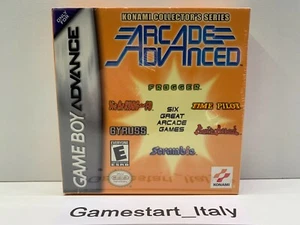 KONAMI COLLECTOR'S SERIES
ARCADE
ADVANCED
GAME BOY ADVANCE
FROGGER
TIME PILOT
GYRUSS
SIX
GREAT
ARCADE
GAMES
Scramble
E
KONAMI
Gamestart_Italy